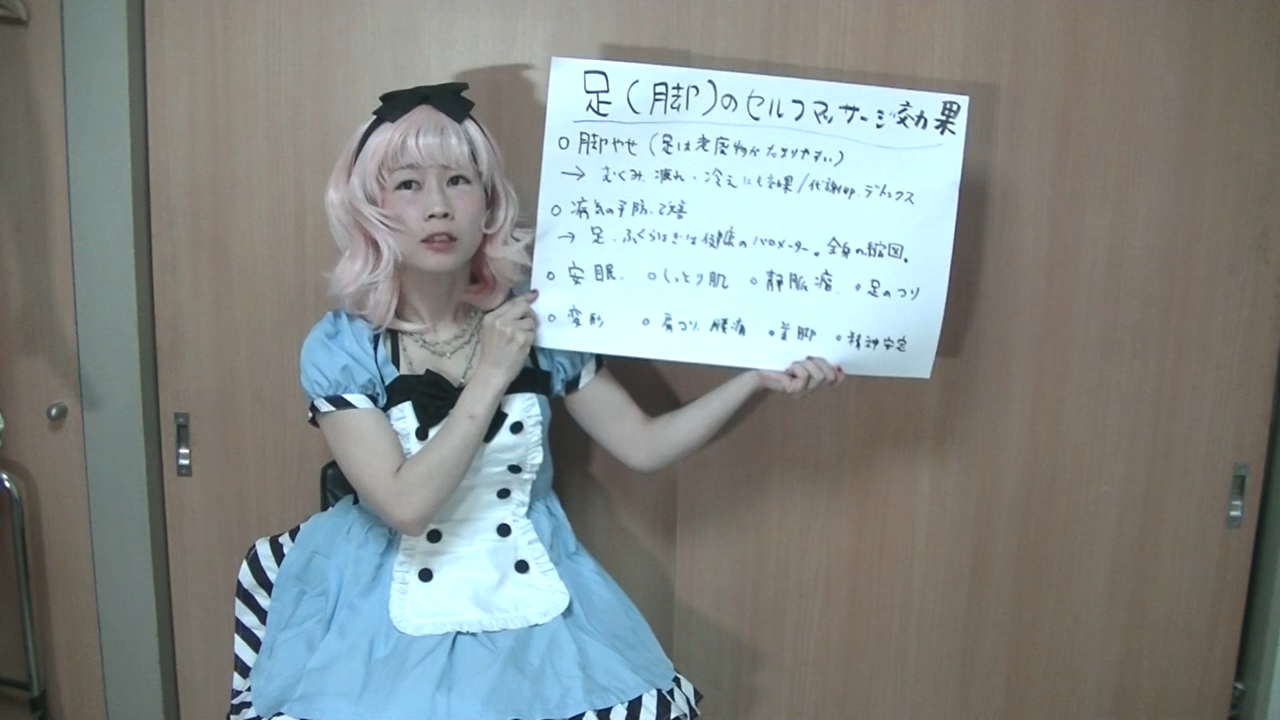 足(脚)のセルフマッサージ効果
○ 脚やせ(足は老廃物がたまりやすい)
→ むくみ、疲れ、冷えにも効果/代謝up、デトックス
○ 病気の予防、改善
→ 足、ふくらはぎは健康のバロメーター。全身の縮図。
○ 安眠、 ○ しっとり肌 ○ 静脈瘤、 ○ 足のつり
○ 変形 ○ 肩こり、腰痛 ○ 美脚 ○ 精神安定